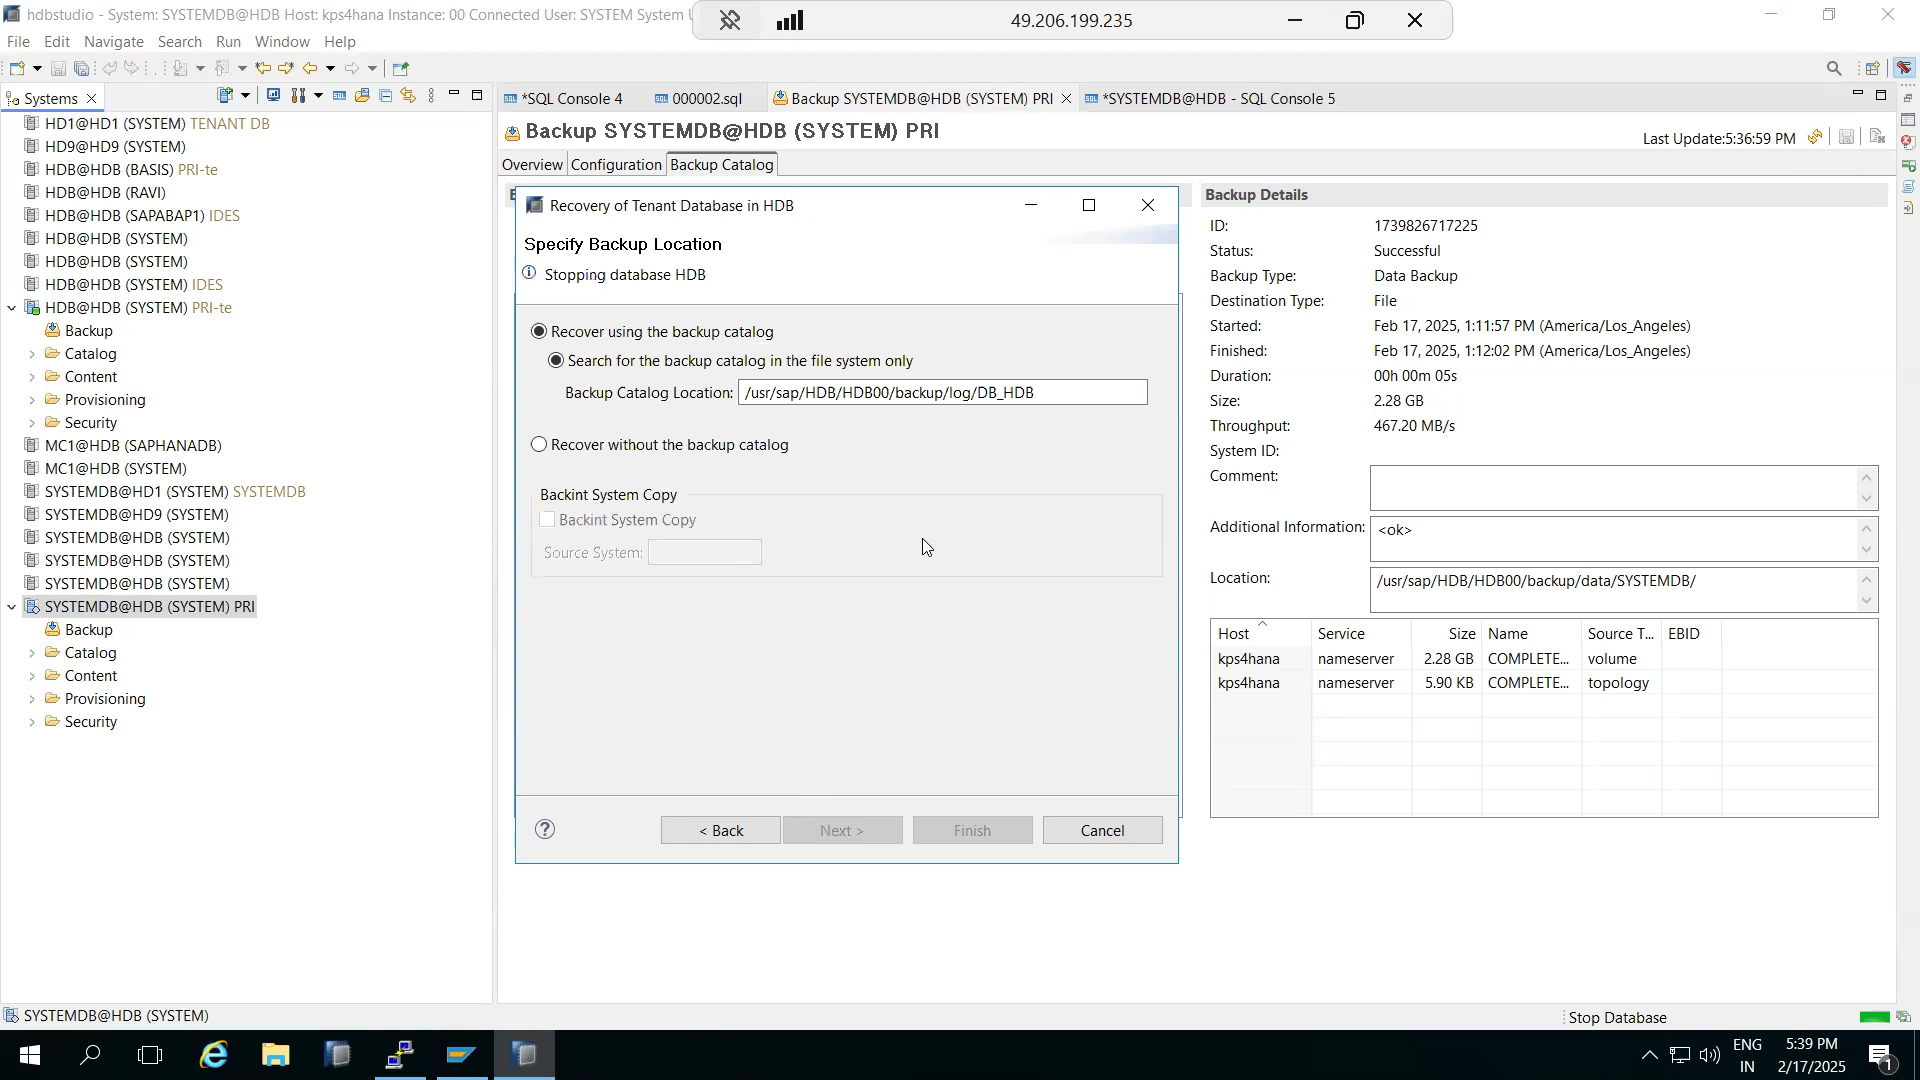 hdbstudio - System: SYSTEMDB@HDB Host: kps4hana Instance: 00 Connected User: SYSTEM System U
49.206.199.235
File Edit Navigate Search Run Window Help
Systems
*SQL Console 4
000002.sql
Backup SYSTEMDB@HDB (SYSTEM) PRI
*SYSTEMDB@HDB - SQL Console 5
HD1@HD1 (SYSTEM) TENANT DB
HD9@HD9 (SYSTEM)
HDB@HDB (BASIS) PRI-te
HDB@HDB (RAVI)
HDB@HDB (SAPABAP1) IDES
HDB@HDB (SYSTEM)
HDB@HDB (SYSTEM)
HDB@HDB (SYSTEM) IDES
HDB@HDB (SYSTEM) PRI-te
Backup
Catalog
Content
Provisioning
Security
MC1@HDB (SAPHANADB)
MC1@HDB (SYSTEM)
SYSTEMDB@HD1 (SYSTEM) SYSTEMDB
SYSTEMDB@HD9 (SYSTEM)
SYSTEMDB@HDB (SYSTEM)
SYSTEMDB@HDB (SYSTEM)
SYSTEMDB@HDB (SYSTEM)
SYSTEMDB@HDB (SYSTEM) PRI
Backup
Catalog
Content
Provisioning
Security
Backup SYSTEMDB@HDB (SYSTEM) PRI
Last Update:5:36:59 PM
Overview Configuration Backup Catalog
Recovery of Tenant Database in HDB
Specify Backup Location
Stopping database HDB
Recover using the backup catalog
Search for the backup catalog in the file system only
Backup Catalog Location: /usr/sap/HDB/HDB00/backup/log/DB_HDB
Recover without the backup catalog
Backint System Copy
Backint System Copy
Source System:
< Back Next > Finish Cancel
Backup Details
ID: 1739826717225
Status: Successful
Backup Type: Data Backup
Destination Type: File
Started: Feb 17, 2025, 1:11:57 PM (America/Los_Angeles)
Finished: Feb 17, 2025, 1:12:02 PM (America/Los_Angeles)
Duration: 00h 00m 05s
Size: 2.28 GB
Throughput: 467.20 MB/s
System ID:
Comment:
Additional Information: <ok>
Location: /usr/sap/HDB/HDB00/backup/data/SYSTEMDB/
Host Service Size Name Source T... EBID
kps4hana nameserver 2.28 GB COMPLETE... volume
kps4hana nameserver 5.90 KB COMPLETE... topology
SYSTEMDB@HDB (SYSTEM)
Stop Database
ENG
IN
5:39 PM
2/17/2025
1